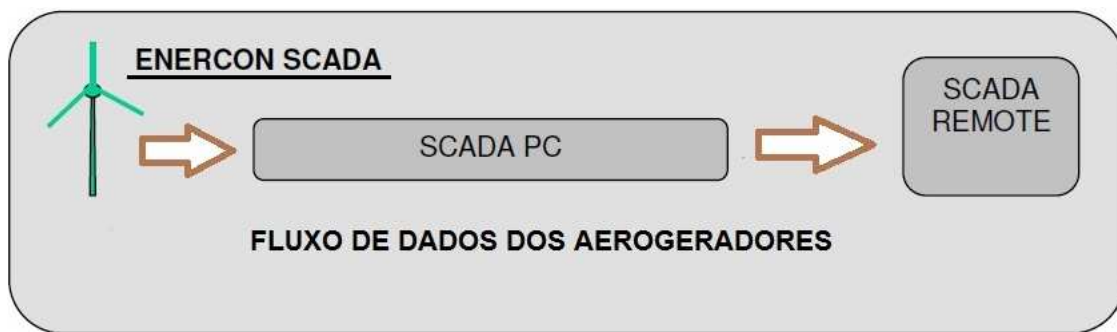 ENERCON SCADA
SCADA PC
SCADA
REMOTE
FLUXO DE DADOS DOS AEROGERADORES